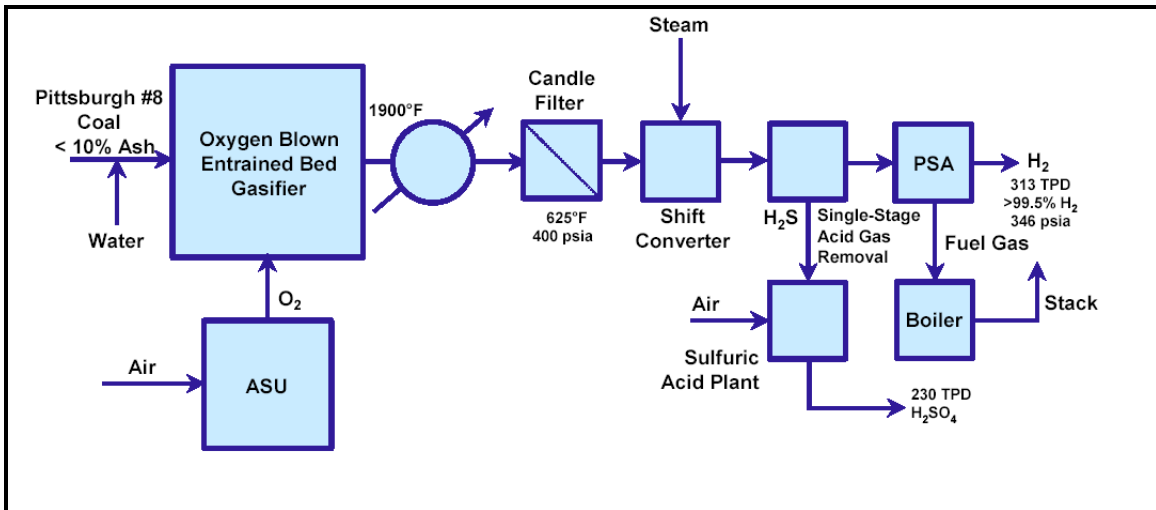 Steam
Pittsburgh #8
Coal
< 10% Ash
Water
Oxygen Blown
Entrained Bed
Gasifier
1900°F
Candle
Filter
625°F
400 psia
Shift
Converter
H₂S
Single-Stage
Acid Gas
Removal
PSA
H₂
313 TPD
>99.5% H₂
346 psia
Fuel Gas
Boiler
Stack
O₂
Air
ASU
Air
Sulfuric
Acid Plant
230 TPD
H₂SO₄